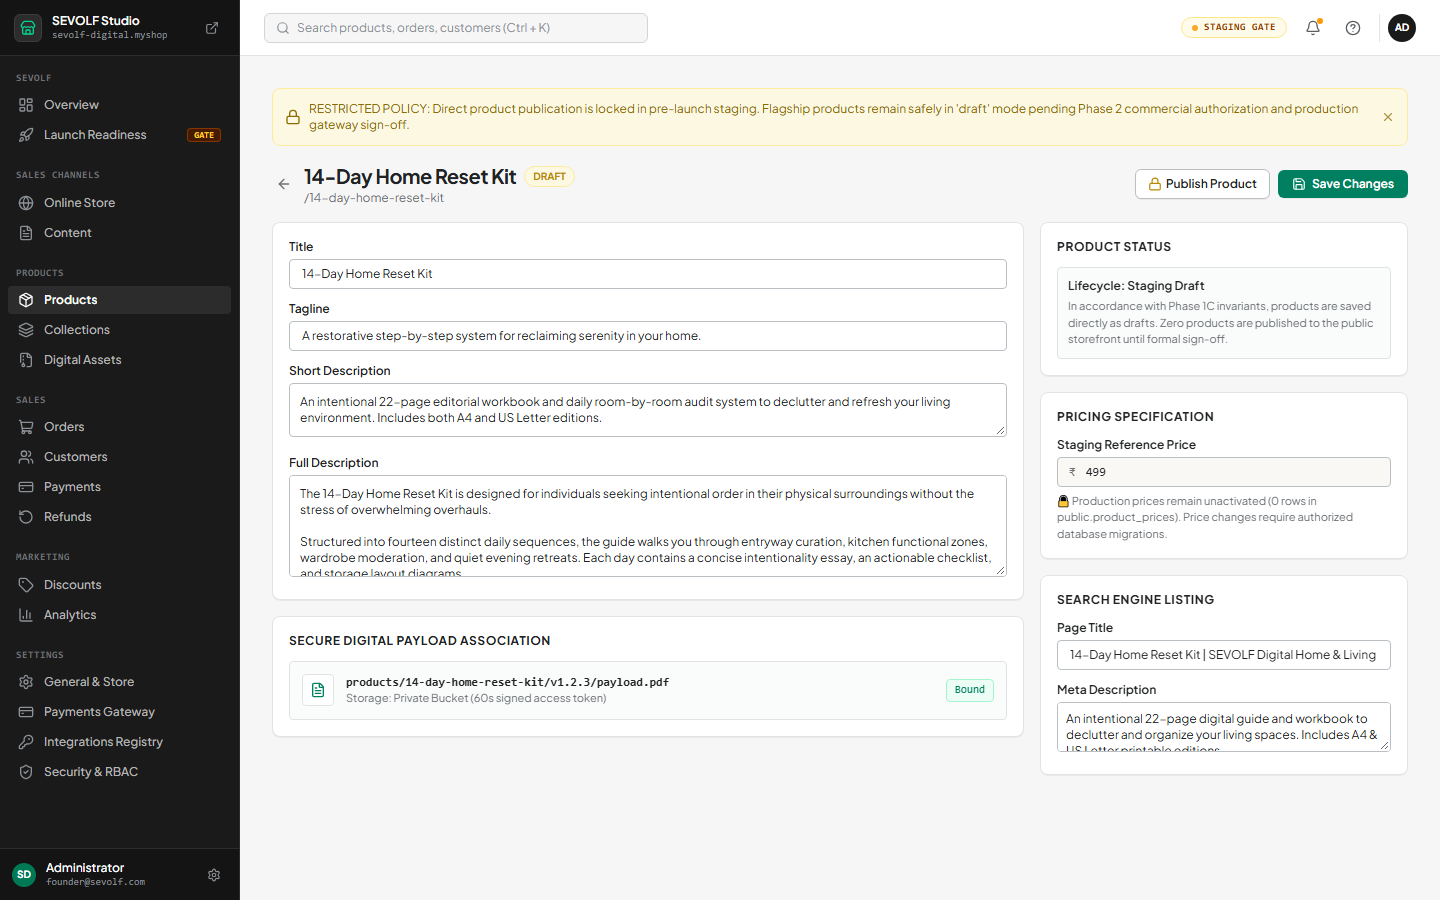 SEVOLF Studio
sevolf-digital.myshop
SEVOLF
Overview
Launch Readiness
GATE
SALES CHANNELS
Online Store
Content
PRODUCTS
Products
Collections
Digital Assets
SALES
Orders
Customers
Payments
Refunds
MARKETING
Discounts
Analytics
SETTINGS
General & Store
Payments Gateway
Integrations Registry
Security & RBAC
SD
Administrator
founder@sevolf.com
Search products, orders, customers (Ctrl + K)
STAGING GATE
AD
RESTRICTED POLICY: Direct product publication is locked in pre-launch staging. Flagship products remain safely in 'draft' mode pending Phase 2 commercial authorization and production
gateway sign-off.
14-Day Home Reset Kit
DRAFT
/14-day-home-reset-kit
Publish Product
Save Changes
Title
14-Day Home Reset Kit
Tagline
A restorative step-by-step system for reclaiming serenity in your home.
Short Description
An intentional 22-page editorial workbook and daily room-by-room audit system to declutter and refresh your living
environment. Includes both A4 and US Letter editions.
Full Description
The 14-Day Home Reset Kit is designed for individuals seeking intentional order in their physical surroundings without the
stress of overwhelming overhauls.
Structured into fourteen distinct daily sequences, the guide walks you through entryway curation, kitchen functional zones,
wardrobe moderation, and quiet evening retreats. Each day contains a concise intentionality essay, an actionable checklist,
and storage layout diagrams.
SECURE DIGITAL PAYLOAD ASSOCIATION
products/14-day-home-reset-kit/v1.2.3/payload.pdf
Storage: Private Bucket (60s signed access token)
Bound
PRODUCT STATUS
Lifecycle: Staging Draft
In accordance with Phase 1C invariants, products are saved
directly as drafts. Zero products are published to the public
storefront until formal sign-off.
PRICING SPECIFICATION
Staging Reference Price
₹ 499
Production prices remain unactivated (0 rows in
public.product_prices). Price changes require authorized
database migrations.
SEARCH ENGINE LISTING
Page Title
14-Day Home Reset Kit | SEVOLF Digital Home & Living
Meta Description
An intentional 22-page digital guide and workbook to
declutter and organize your living spaces. Includes A4 &
US Letter printable editions.